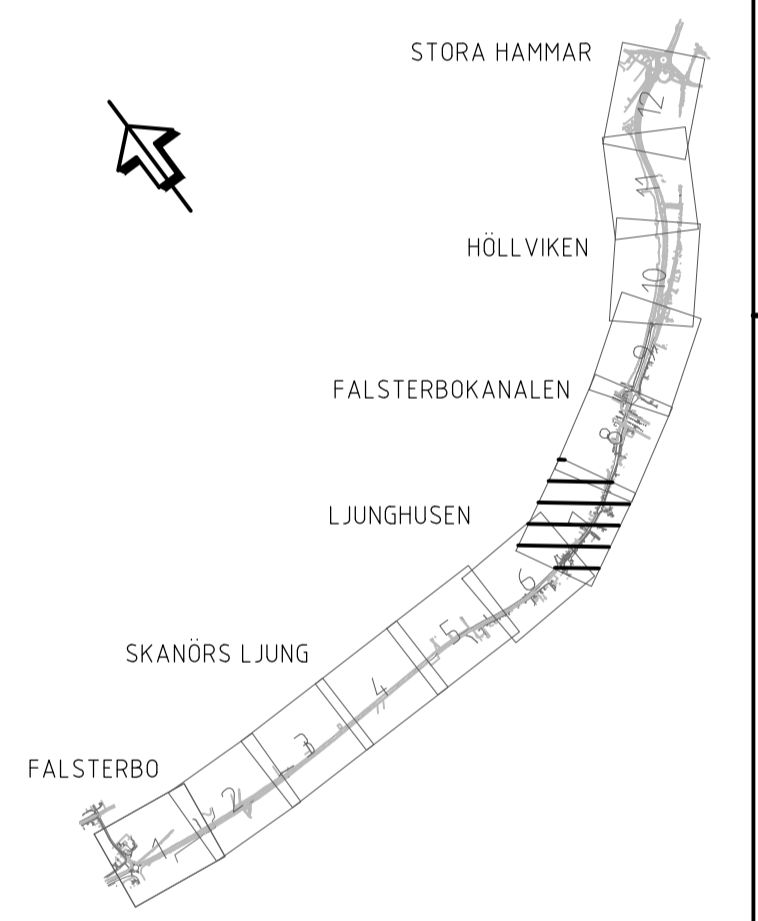 STORA HAMMAR
12
11
HÖLLVIKEN
10
9
FALSTERBOKANALEN
8
LJUNGHUSEN
6
5
SKANÖRS LJUNG
4
3
FALSTERBO
2
1